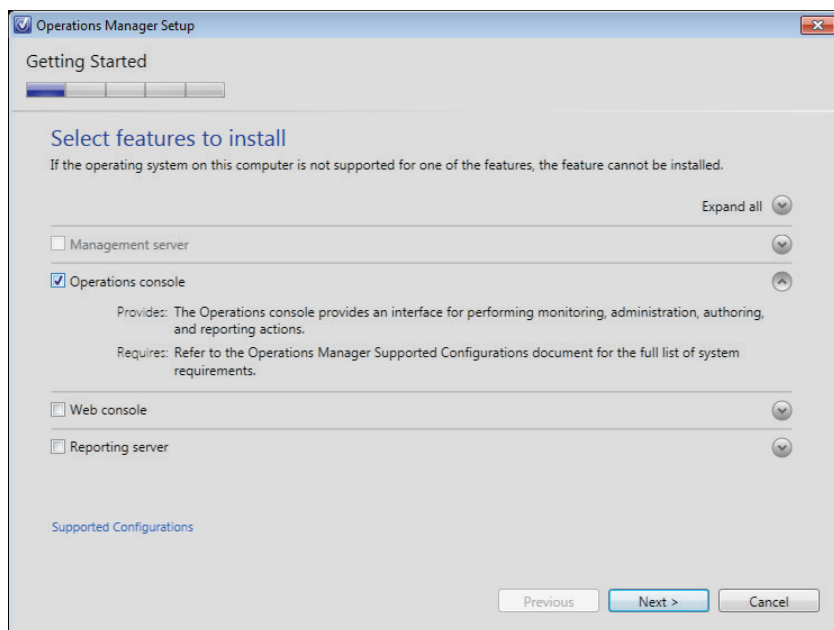 Operations Manager Setup
Getting Started
Select features to install
If the operating system on this computer is not supported for one of the features, the feature cannot be installed.
Expand all
Management server
Operations console
Provides: The Operations console provides an interface for performing monitoring, administration, authoring,
and reporting actions.
Requires: Refer to the Operations Manager Supported Configurations document for the full list of system
requirements.
Web console
Reporting server
Supported Configurations
Previous Next > Cancel